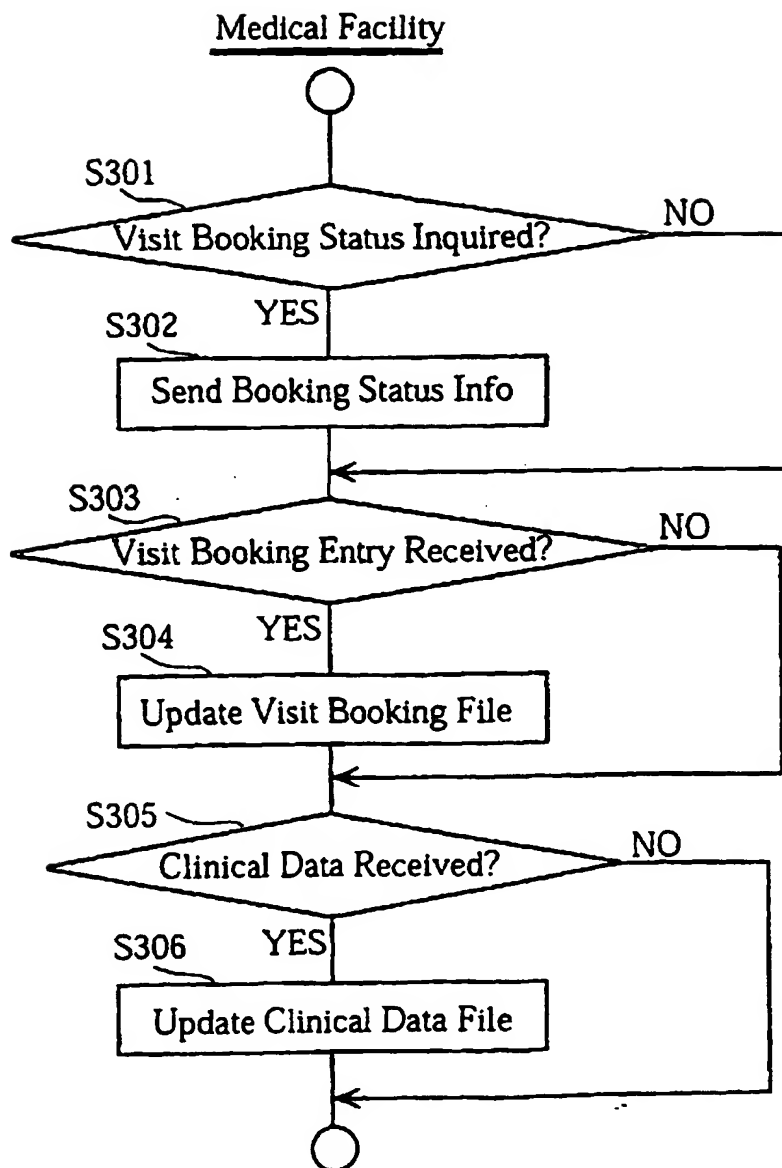 Medical Facility
S301
Visit Booking Status Inquired?
NO
YES
S302
Send Booking Status Info
S303
Visit Booking Entry Received?
NO
YES
S304
Update Visit Booking File
S305
Clinical Data Received?
NO
YES
S306
Update Clinical Data File